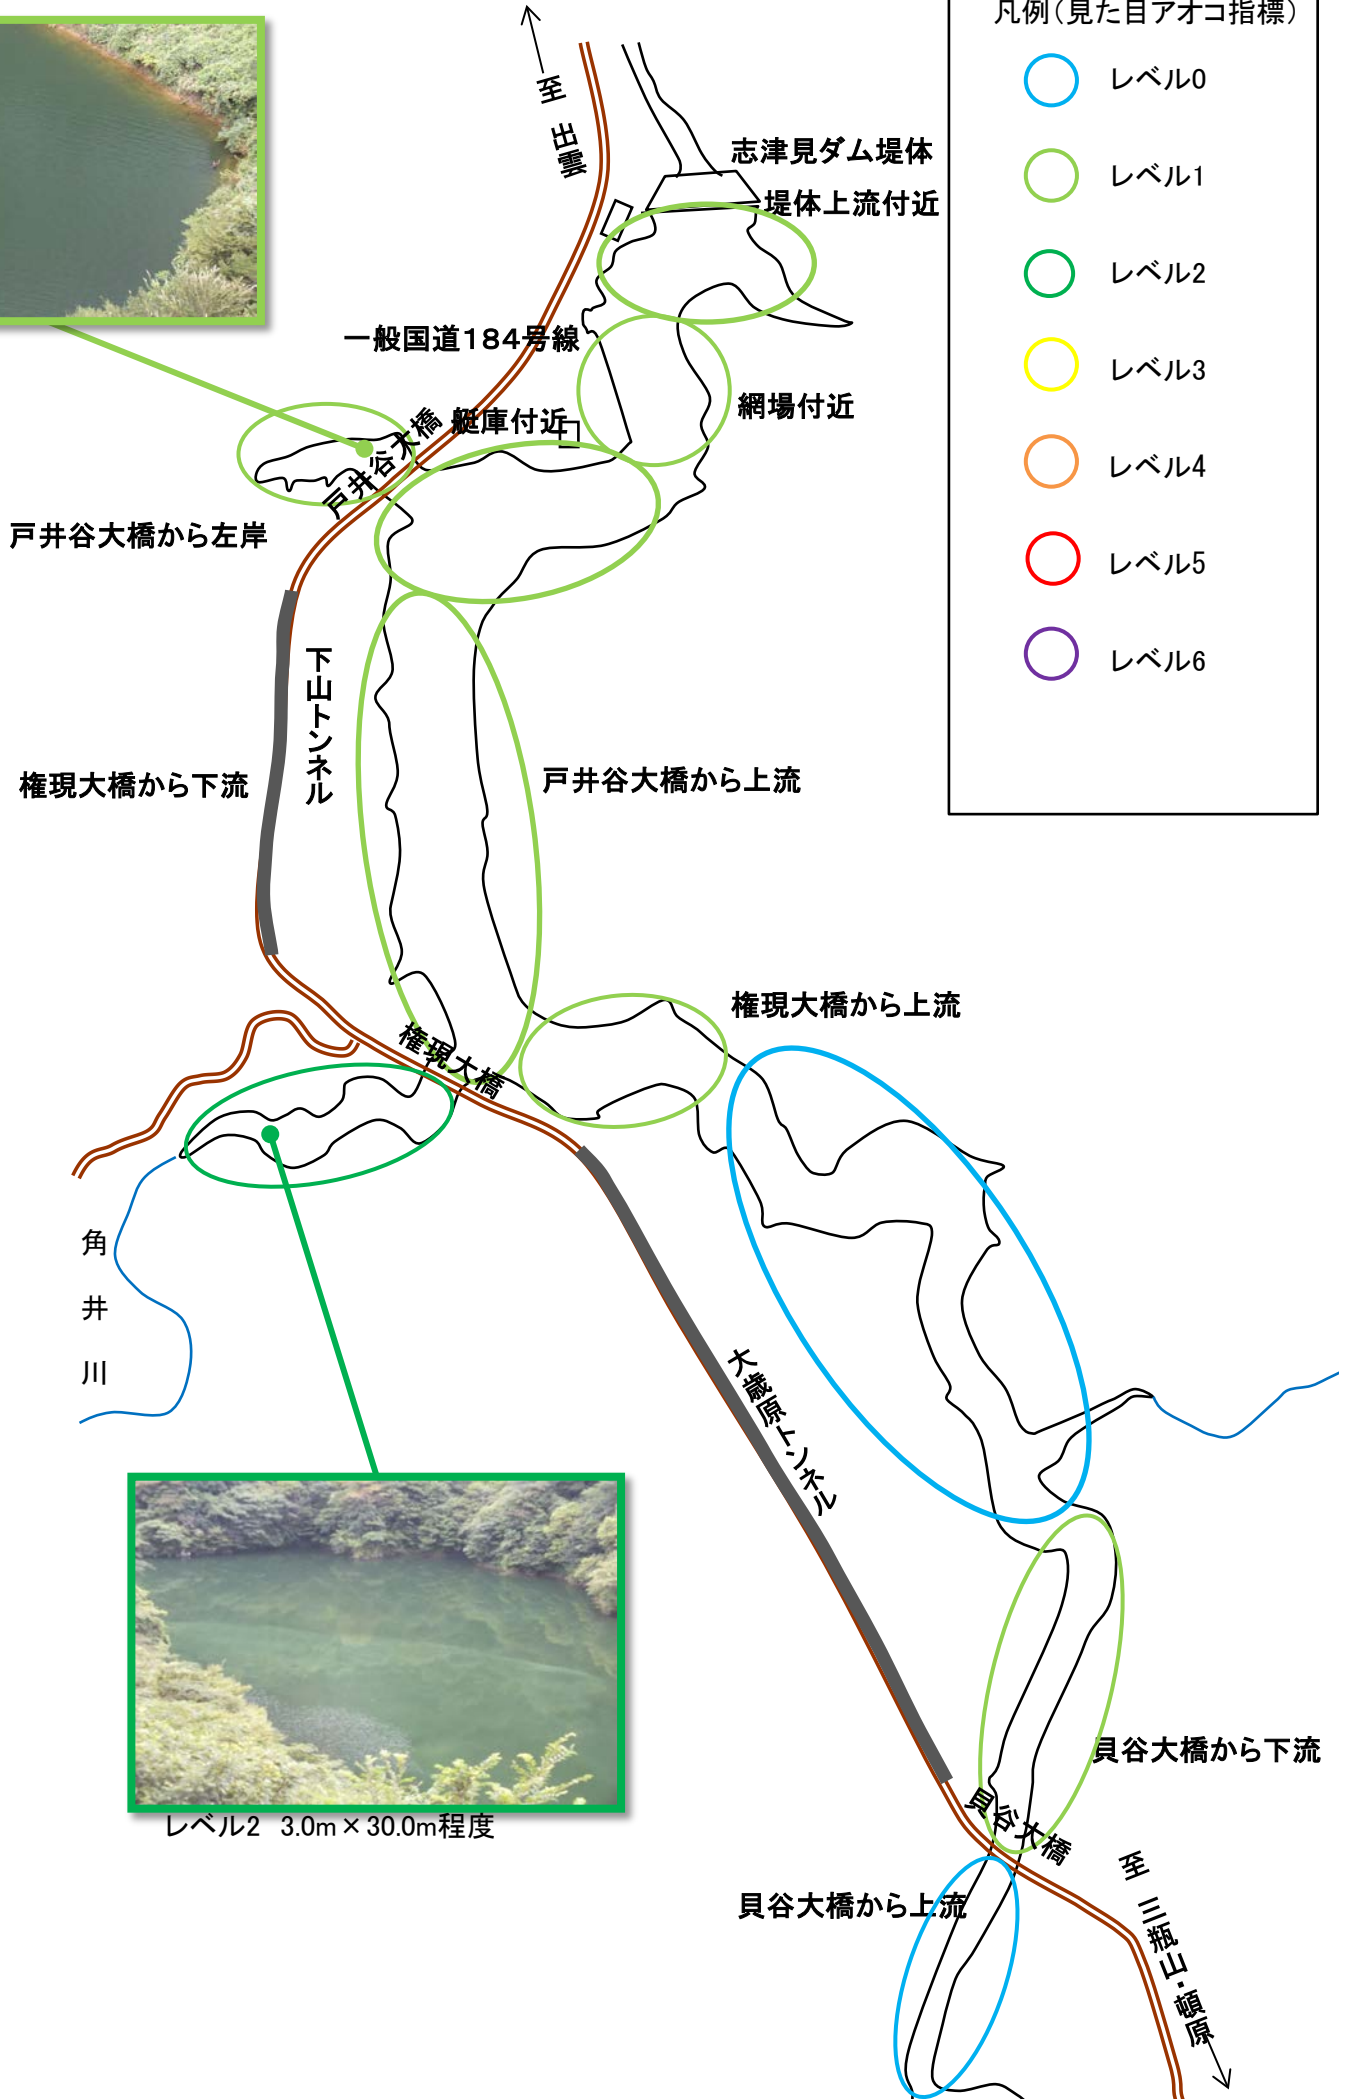 凡例（見た目アオコ指標）
レベル0
レベル1
レベル2
レベル3
レベル4
レベル5
レベル6
至 出雲
志津見ダム堤体
堤体上流付近
一般国道184号線
網場付近
艇庫付近
戸井谷大橋
戸井谷大橋から左岸
下山トンネル
権現大橋から下流
戸井谷大橋から上流
権現大橋から上流
権現大橋
角井川
大歳原トンネル
レベル2 3.0m×30.0m程度
貝谷大橋から下流
貝谷大橋
貝谷大橋から上流
至 三瓶山・頓原